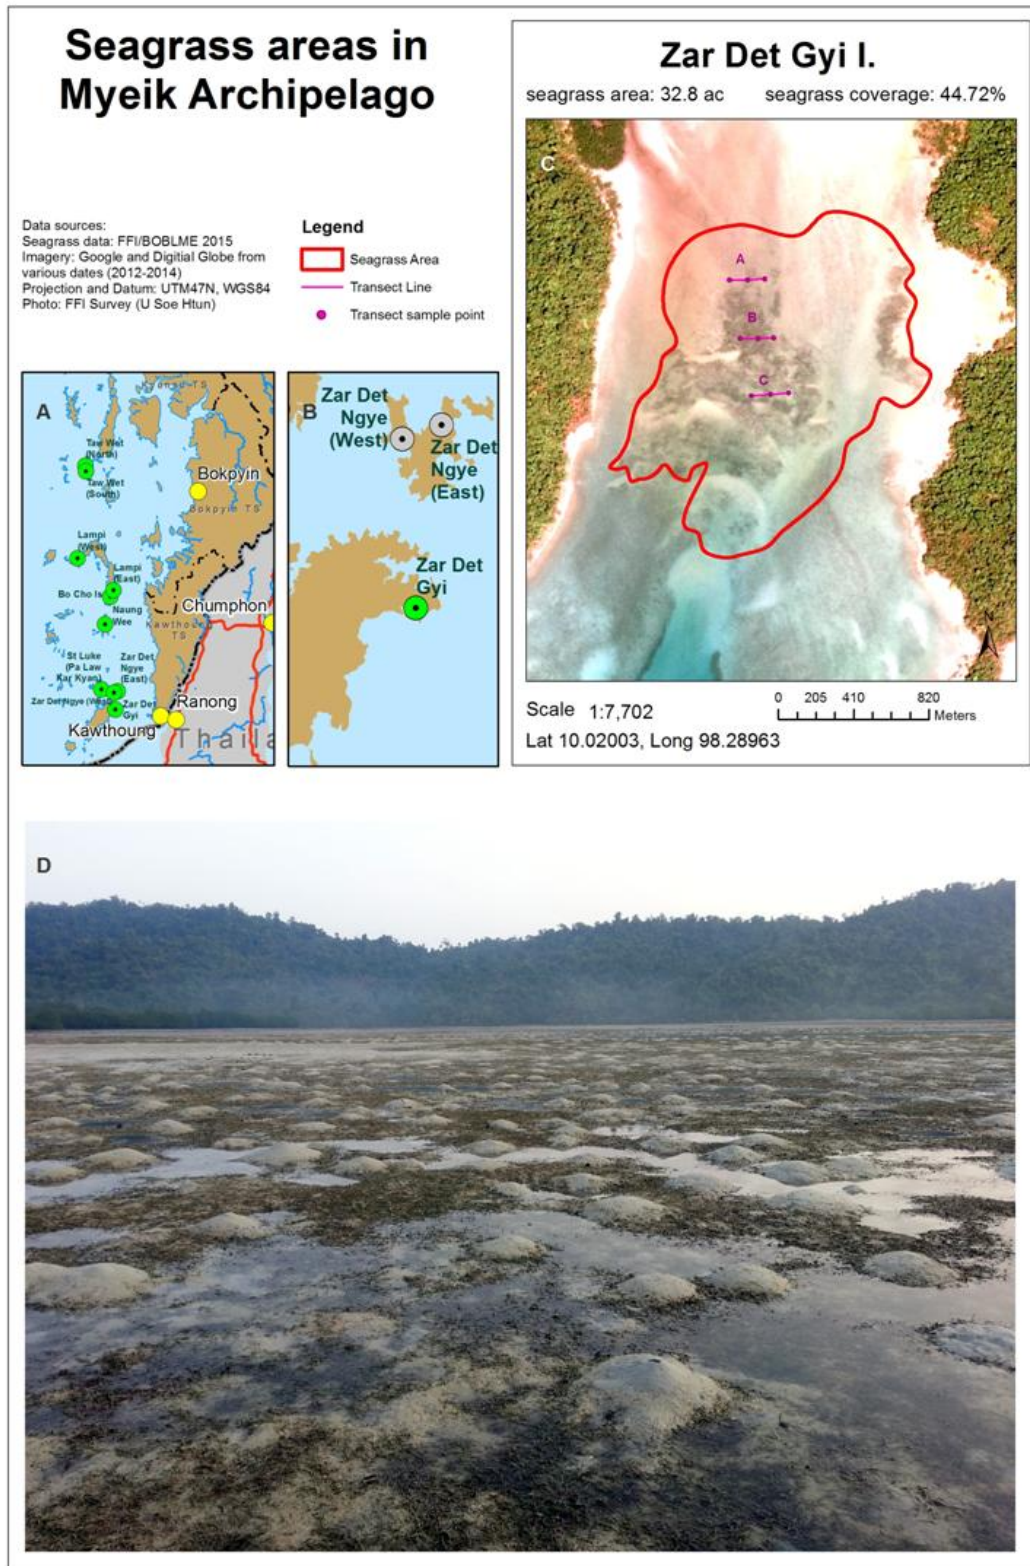 Seagrass areas in
Myeik Archipelago
Data sources:
Seagrass data: FFI/BOBLME 2015
Imagery: Google and Digitial Globe from
various dates (2012-2014)
Projection and Datum: UTM47N, WGS84
Photo: FFI Survey (U Soe Htun)
Legend
Seagrass Area
Transect Line
Transect sample point
A
Taw Wet
(North)
Taw Wet
(South)
Bokpyin
Bokpyin TS
Lampi
(West)
Lampi
(East)
Bo Cho Is
Naung
Wee
Chumphon
Kawthoung
TS
St Luke
(Pa Law
Kar Kyan)
Zar Det
Ngye
(East)
Zar Det Ngye (West)
Zar Det
Gyi
Ranong
Kawthoung
Thaila
B
Zar Det
Ngye
(West)
Zar Det
Ngye
(East)
Zar Det
Gyi
Zar Det Gyi I.
seagrass area: 32.8 ac seagrass coverage: 44.72%
C
A
B
C
Scale 1:7,702
0 205 410 820
Meters
Lat 10.02003, Long 98.28963
D